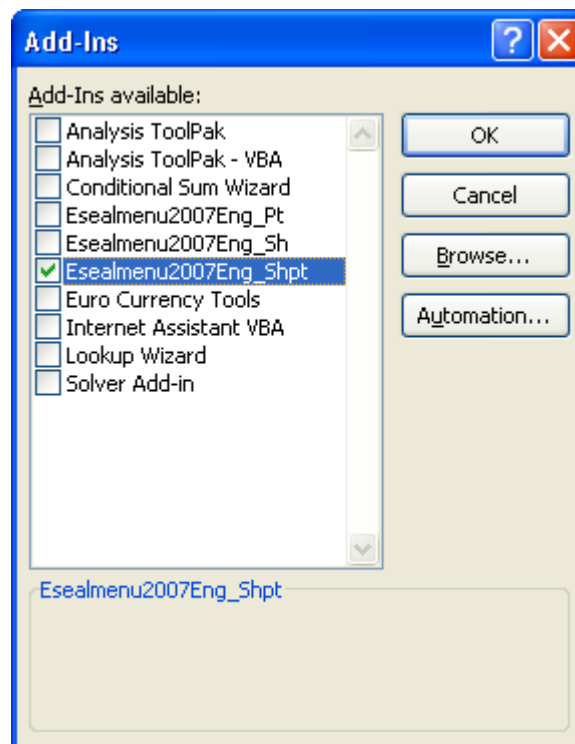 Add-Ins
Add-Ins available:
Analysis ToolPak
Analysis ToolPak - VBA
Conditional Sum Wizard
Esealmenu2007Eng_Pt
Esealmenu2007Eng_Sh
Esealmenu2007Eng_Shpt
Euro Currency Tools
Internet Assistant VBA
Lookup Wizard
Solver Add-in
OK
Cancel
Browse...
Automation...
Esealmenu2007Eng_Shpt